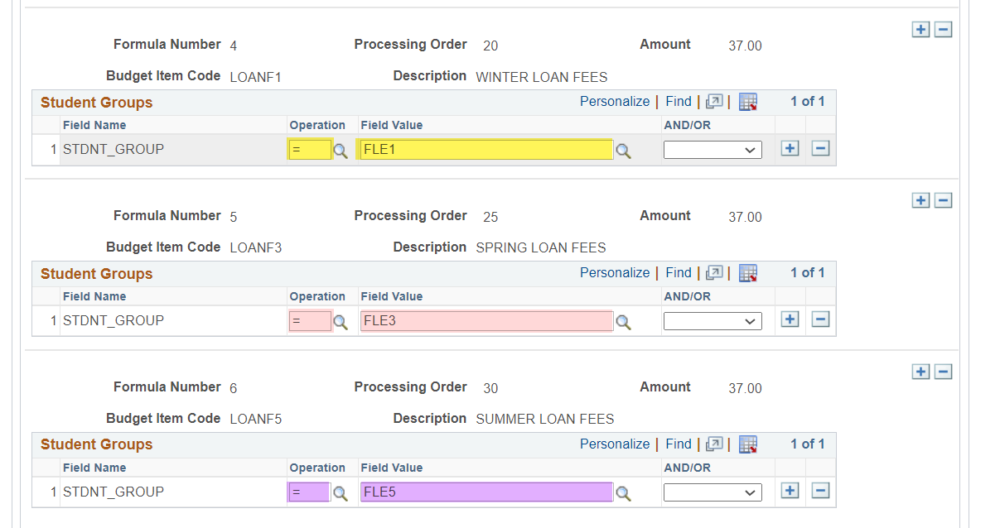 Formula Number 4 Processing Order 20 Amount 37.00
Budget Item Code LOANF1 Description WINTER LOAN FEES
Student Groups Personalize | Find | | 1 of 1
Field Name Operation Field Value AND/OR
1 STDNT_GROUP = FLE1
Formula Number 5 Processing Order 25 Amount 37.00
Budget Item Code LOANF3 Description SPRING LOAN FEES
Student Groups Personalize | Find | | 1 of 1
Field Name Operation Field Value AND/OR
1 STDNT_GROUP = FLE3
Formula Number 6 Processing Order 30 Amount 37.00
Budget Item Code LOANF5 Description SUMMER LOAN FEES
Student Groups Personalize | Find | | 1 of 1
Field Name Operation Field Value AND/OR
1 STDNT_GROUP = FLE5